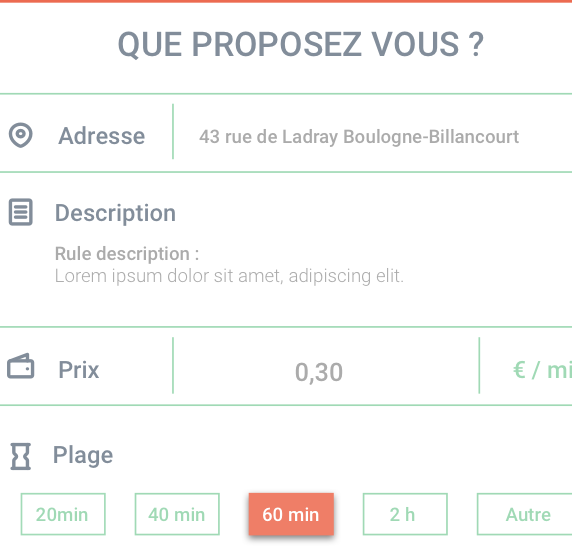 QUE PROPOSEZ VOUS ?
Adresse 43 rue de Ladray Boulogne-Billancourt
Description
Rule description :
Lorem ipsum dolor sit amet, adipiscing elit.
Prix 0,30 € / mi
Plage
20min 40 min 60 min 2 h Autre